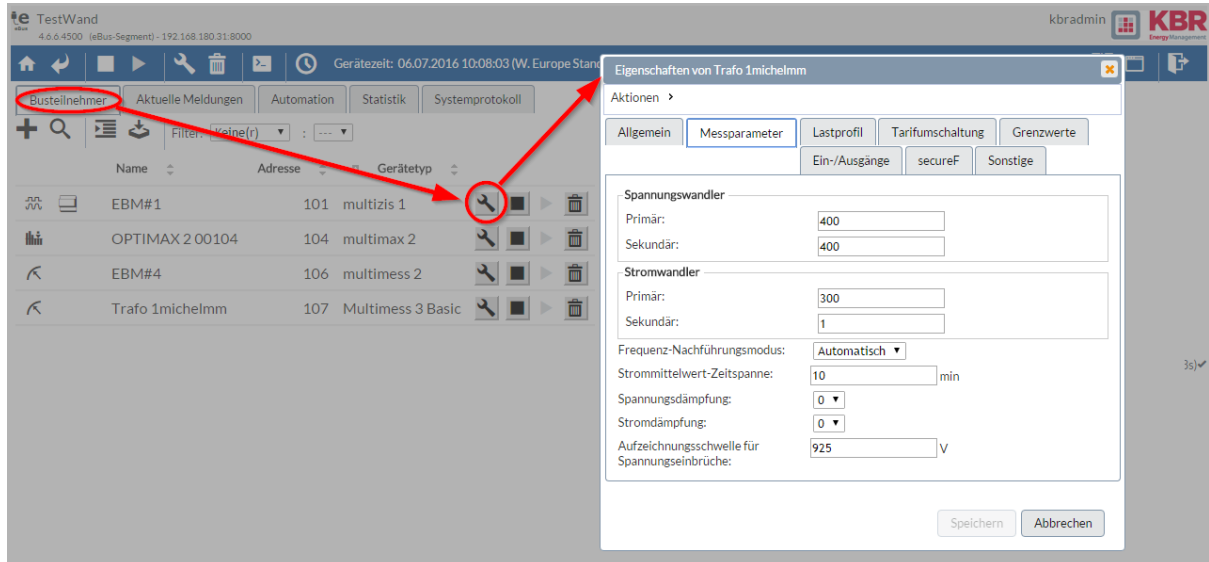 eBus TestWand
4.6.6.4500 (eBus-Segment) - 192.168.180.31:8000
kbradmin
KBR
Energy Management
Gerätezeit: 06.07.2016 10:08:03 (W. Europe Stand
Busteilnehmer Aktuelle Meldungen Automation Statistik Systemprotokoll
Filter: Keine(r) : ---
Name Adresse Gerätetyp
EBM#1 101 multizis 1
OPTIMAX 2 00104 104 multimax 2
EBM#4 106 multimess 2
Trafo 1michelmm 107 Multimess 3 Basic
3s)
Eigenschaften von Trafo 1michelmm
Aktionen
Allgemein Messparameter Lastprofil Tarifumschaltung Grenzwerte
Ein-/Ausgänge secureF Sonstige
Spannungswandler
Primär: 400
Sekundär: 400
Stromwandler
Primär: 300
Sekundär: 1
Frequenz-Nachführungsmodus: Automatisch
Strommittelwert-Zeitspanne: 10 min
Spannungsdämpfung: 0
Stromdämpfung: 0
Aufzeichnungsschwelle für 925 V
Spannungseinbrüche:
Speichern Abbrechen